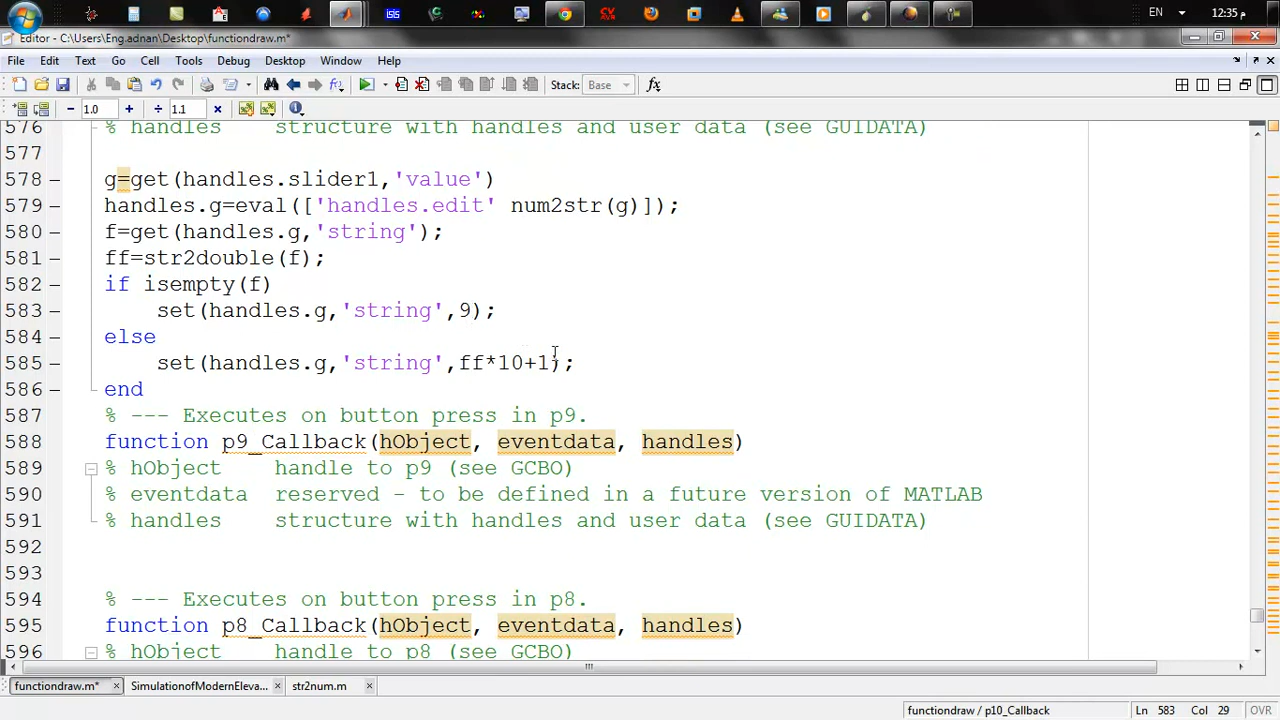 EN
12:35 م
Editor - C:\Users\Eng.adnan\Desktop\functiondraw.m*
File Edit Text Go Cell Tools Debug Desktop Window Help
Stack: Base fx
- 1.0 + ÷ 1.1 ×
576 % handles    structure with handles and user data (see GUIDATA)
577
578 – g=get(handles.slider1,'value')
579 – handles.g=eval(['handles.edit' num2str(g)]);
580 – f=get(handles.g,'string');
581 – ff=str2double(f);
582 – if isempty(f)
583 –     set(handles.g,'string',9);
584 – else
585 –     set(handles.g,'string',ff*10+1);
586 – end
587 % --- Executes on button press in p9.
588 function p9_Callback(hObject, eventdata, handles)
589 % hObject    handle to p9 (see GCBO)
590 % eventdata  reserved - to be defined in a future version of MATLAB
591 % handles    structure with handles and user data (see GUIDATA)
592
593
594 % --- Executes on button press in p8.
595 function p8_Callback(hObject, eventdata, handles)
596 % hObject    handle to p8 (see GCBO)
functiondraw.m* × SimulationofModernEleva... × str2num.m ×
functiondraw / p10_Callback Ln 583 Col 29 OVR